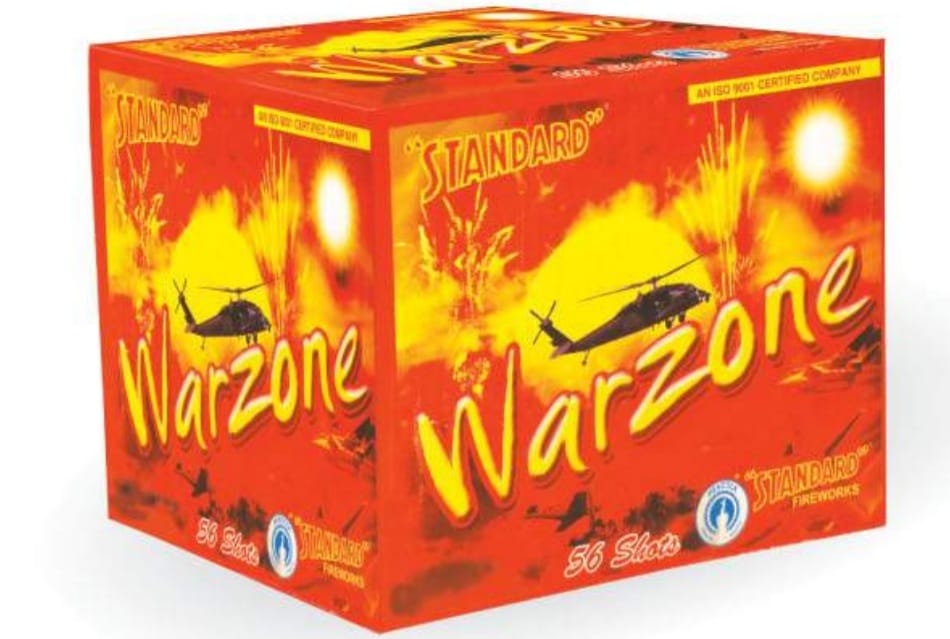 Warzone
"STANDARD"
AN ISO 9001 CERTIFIED COMPANY
Warzone
56 Shots
"STANDARD"
FIREWORKS
"STANDARD"
AN ISO 9001 CERTIFIED COMPANY
Warzone
56 Shots
"STANDARD"
FIREWORKS